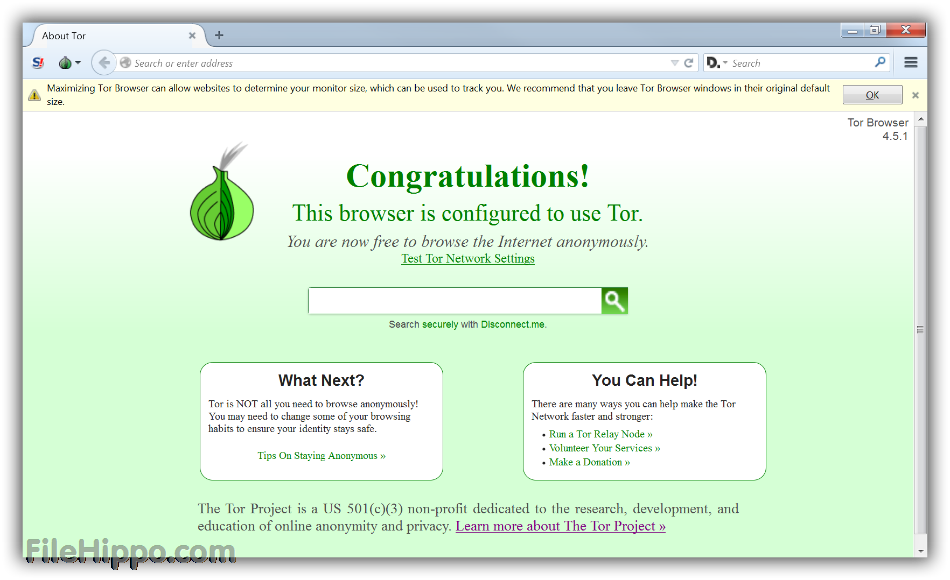 About Tor
Search or enter address
D.
Search
Maximizing Tor Browser can allow websites to determine your monitor size, which can be used to track you. We recommend that you leave Tor Browser windows in their original default
size.
OK
Tor Browser
4.5.1
Congratulations!
This browser is configured to use Tor.
You are now free to browse the Internet anonymously.
Test Tor Network Settings
Search securely with Disconnect.me.
What Next?
Tor is NOT all you need to browse anonymously!
You may need to change some of your browsing
habits to ensure your identity stays safe.
Tips On Staying Anonymous »
You Can Help!
There are many ways you can help make the Tor
Network faster and stronger:
• Run a Tor Relay Node »
• Volunteer Your Services »
• Make a Donation »
The Tor Project is a US 501(c)(3) non-profit dedicated to the research, development, and
education of online anonymity and privacy. Learn more about The Tor Project »
FileHippo.com